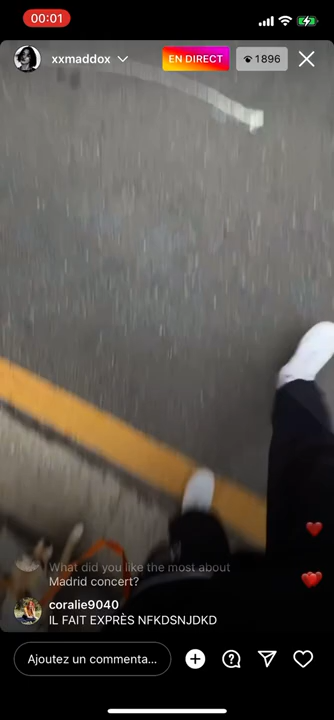 00:01
xxmaddox
EN DIRECT
1896
What did you like the most about
Madrid concert?
coralie9040
IL FAIT EXPRÈS NFKDSNJDKD
Ajoutez un commenta...